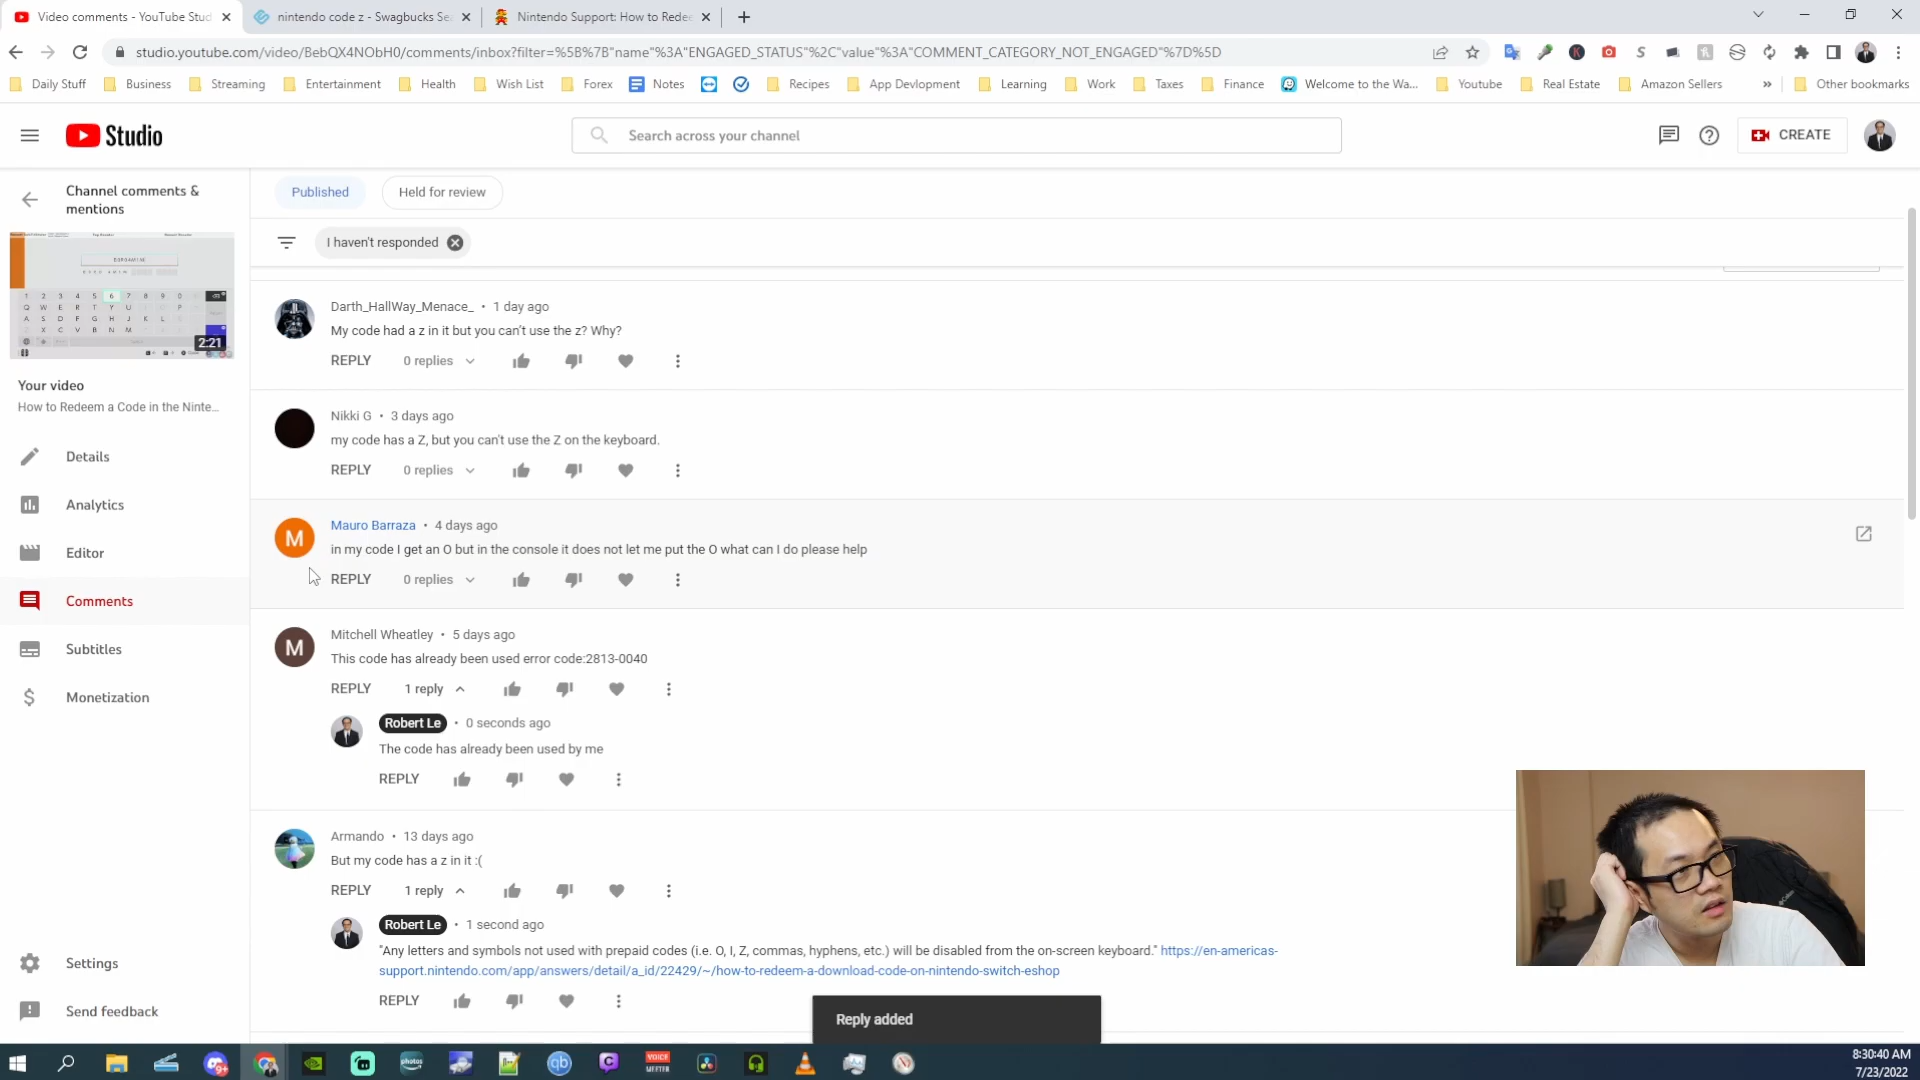 Video comments - YouTube Stud
nintendo code z - Swagbucks Se
Nintendo Support: How to Rede
studio.youtube.com/video/BebQX4NObH0/comments/inbox?filter=%5B%7B"name"%3A"ENGAGED_STATUS"%2C"value"%3A"COMMENT_CATEGORY_NOT_ENGAGED"%7D%5D
Daily Stuff Business Streaming Entertainment Health Wish List Forex Notes Recipes App Devlopment Learning Work Taxes Finance Welcome to the Wa... Youtube Real Estate Amazon Sellers » Other bookmarks
Studio
Search across your channel
CREATE
Channel comments &
mentions
2:21
Your video
How to Redeem a Code in the Ninte...
Details
Analytics
Editor
Comments
Subtitles
Monetization
Settings
Send feedback
Published Held for review
I haven't responded
Darth_HallWay_Menace_ • 1 day ago
My code had a z in it but you can't use the z? Why?
REPLY 0 replies
Nikki G • 3 days ago
my code has a Z, but you can't use the Z on the keyboard.
REPLY 0 replies
M
Mauro Barraza • 4 days ago
in my code I get an O but in the console it does not let me put the O what can I do please help
REPLY 0 replies
M
Mitchell Wheatley • 5 days ago
This code has already been used error code:2813-0040
REPLY 1 reply
Robert Le • 0 seconds ago
The code has already been used by me
REPLY
Armando • 13 days ago
But my code has a z in it :(
REPLY 1 reply
Robert Le • 1 second ago
"Any letters and symbols not used with prepaid codes (i.e. O, I, Z, commas, hyphens, etc.) will be disabled from the on-screen keyboard." https://en-americas-
support.nintendo.com/app/answers/detail/a_id/22429/~/how-to-redeem-a-download-code-on-nintendo-switch-eshop
REPLY
Reply added
8:30:40 AM
7/23/2022